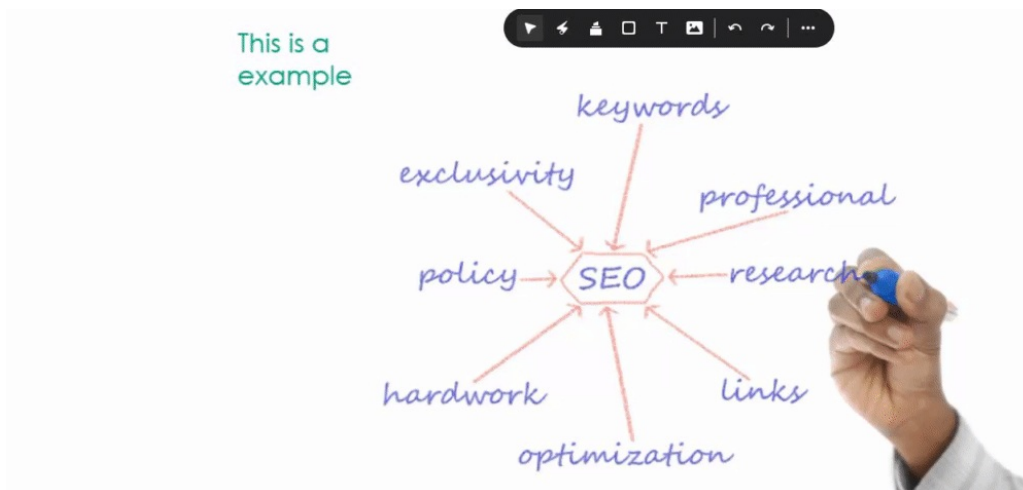 This is a
example
keywords
exclusivity
professional
policy
SEO
research
hardwork
links
optimization